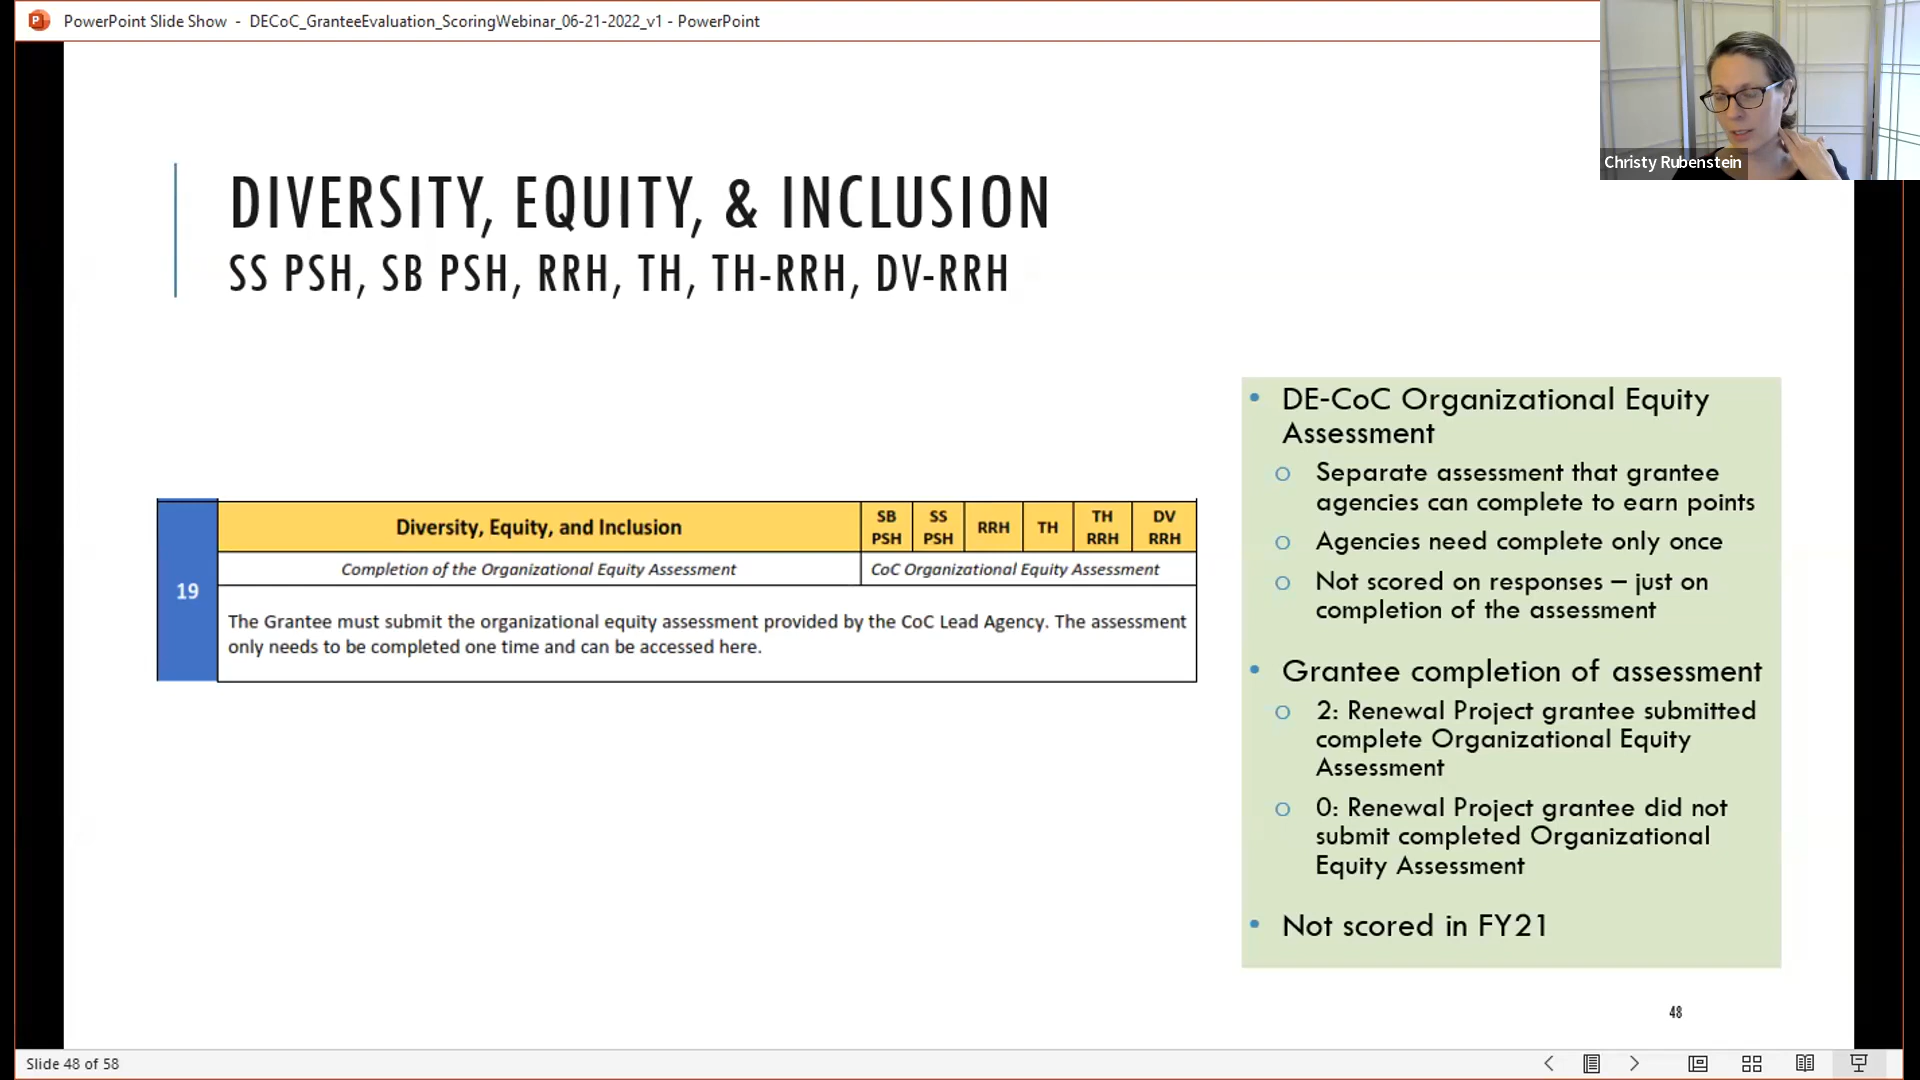 PowerPoint Slide Show - DECoC_GranteeEvaluation_ScoringWebinar_06-21-2022_v1 - PowerPoint
Christy Rubenstein
DIVERSITY, EQUITY, & INCLUSION
SS PSH, SB PSH, RRH, TH, TH-RRH, DV-RRH
19
Diversity, Equity, and Inclusion
SB PSH
SS PSH
RRH
TH
TH RRH
DV RRH
Completion of the Organizational Equity Assessment
CoC Organizational Equity Assessment
The Grantee must submit the organizational equity assessment provided by the CoC Lead Agency. The assessment
only needs to be completed one time and can be accessed here.
• DE-CoC Organizational Equity
Assessment
o Separate assessment that grantee
agencies can complete to earn points
o Agencies need complete only once
o Not scored on responses – just on
completion of the assessment
• Grantee completion of assessment
o 2: Renewal Project grantee submitted
complete Organizational Equity
Assessment
o 0: Renewal Project grantee did not
submit completed Organizational
Equity Assessment
• Not scored in FY21
48
Slide 48 of 58